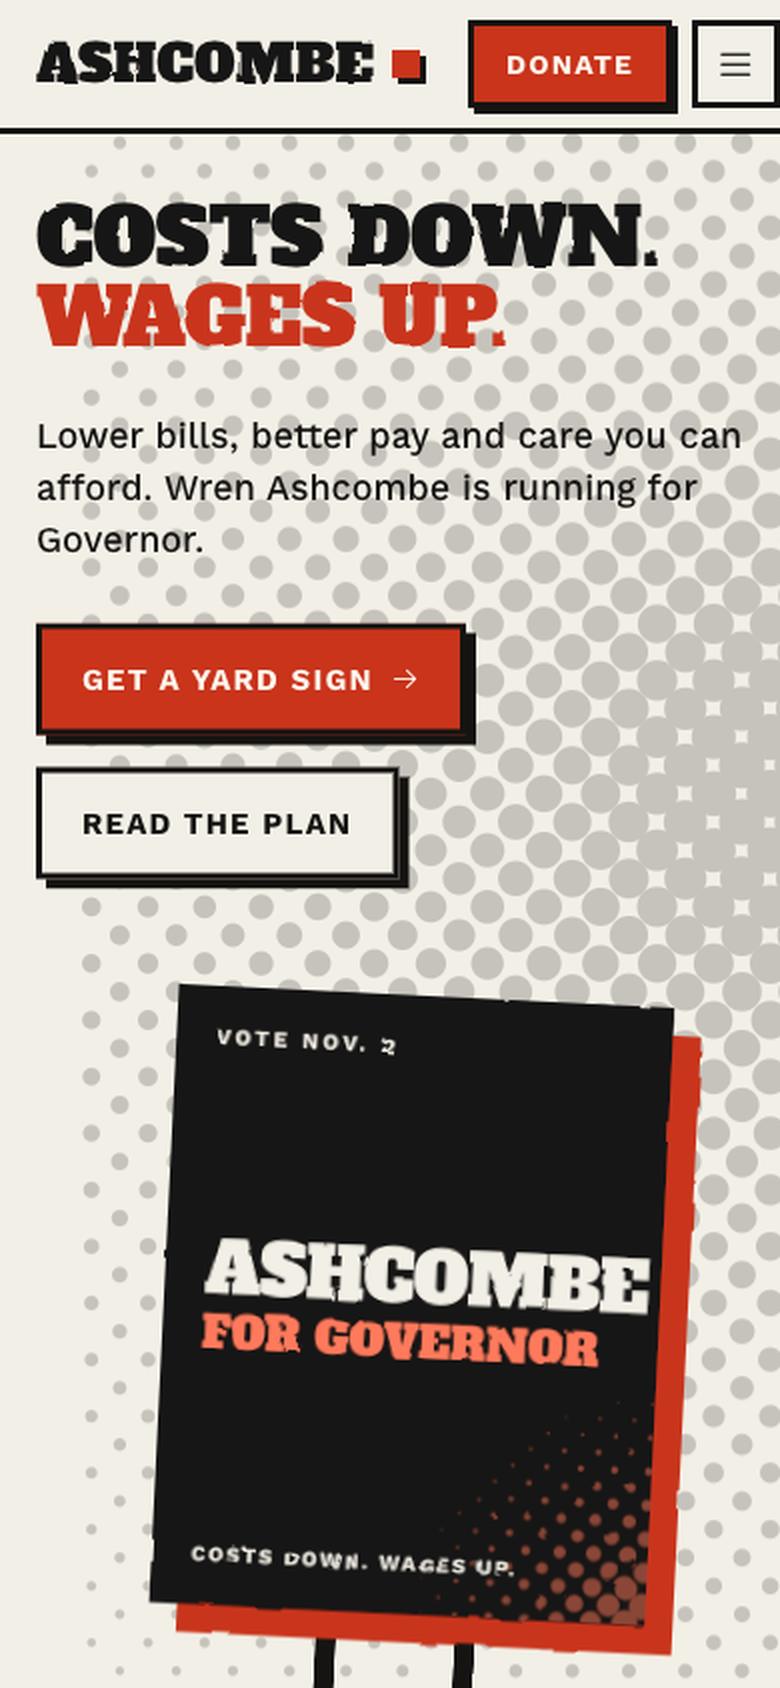 ASHCOMBE
DONATE
COSTS DOWN.
WAGES UP.
Lower bills, better pay and care you can
afford. Wren Ashcombe is running for
Governor.
GET A YARD SIGN →
READ THE PLAN
VOTE NOV. 2
ASHCOMBE
FOR GOVERNOR
COSTS DOWN. WAGES UP.